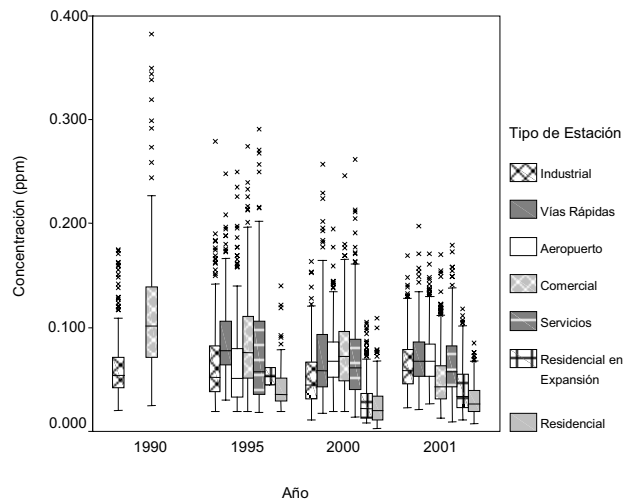 0.400
0.300
0.200
0.100
0.000
Concentración (ppm)
1990
1995
2000
2001
Año
Tipo de Estación
Industrial
Vías Rápidas
Aeropuerto
Comercial
Servicios
Residencial en
Expansión
Residencial